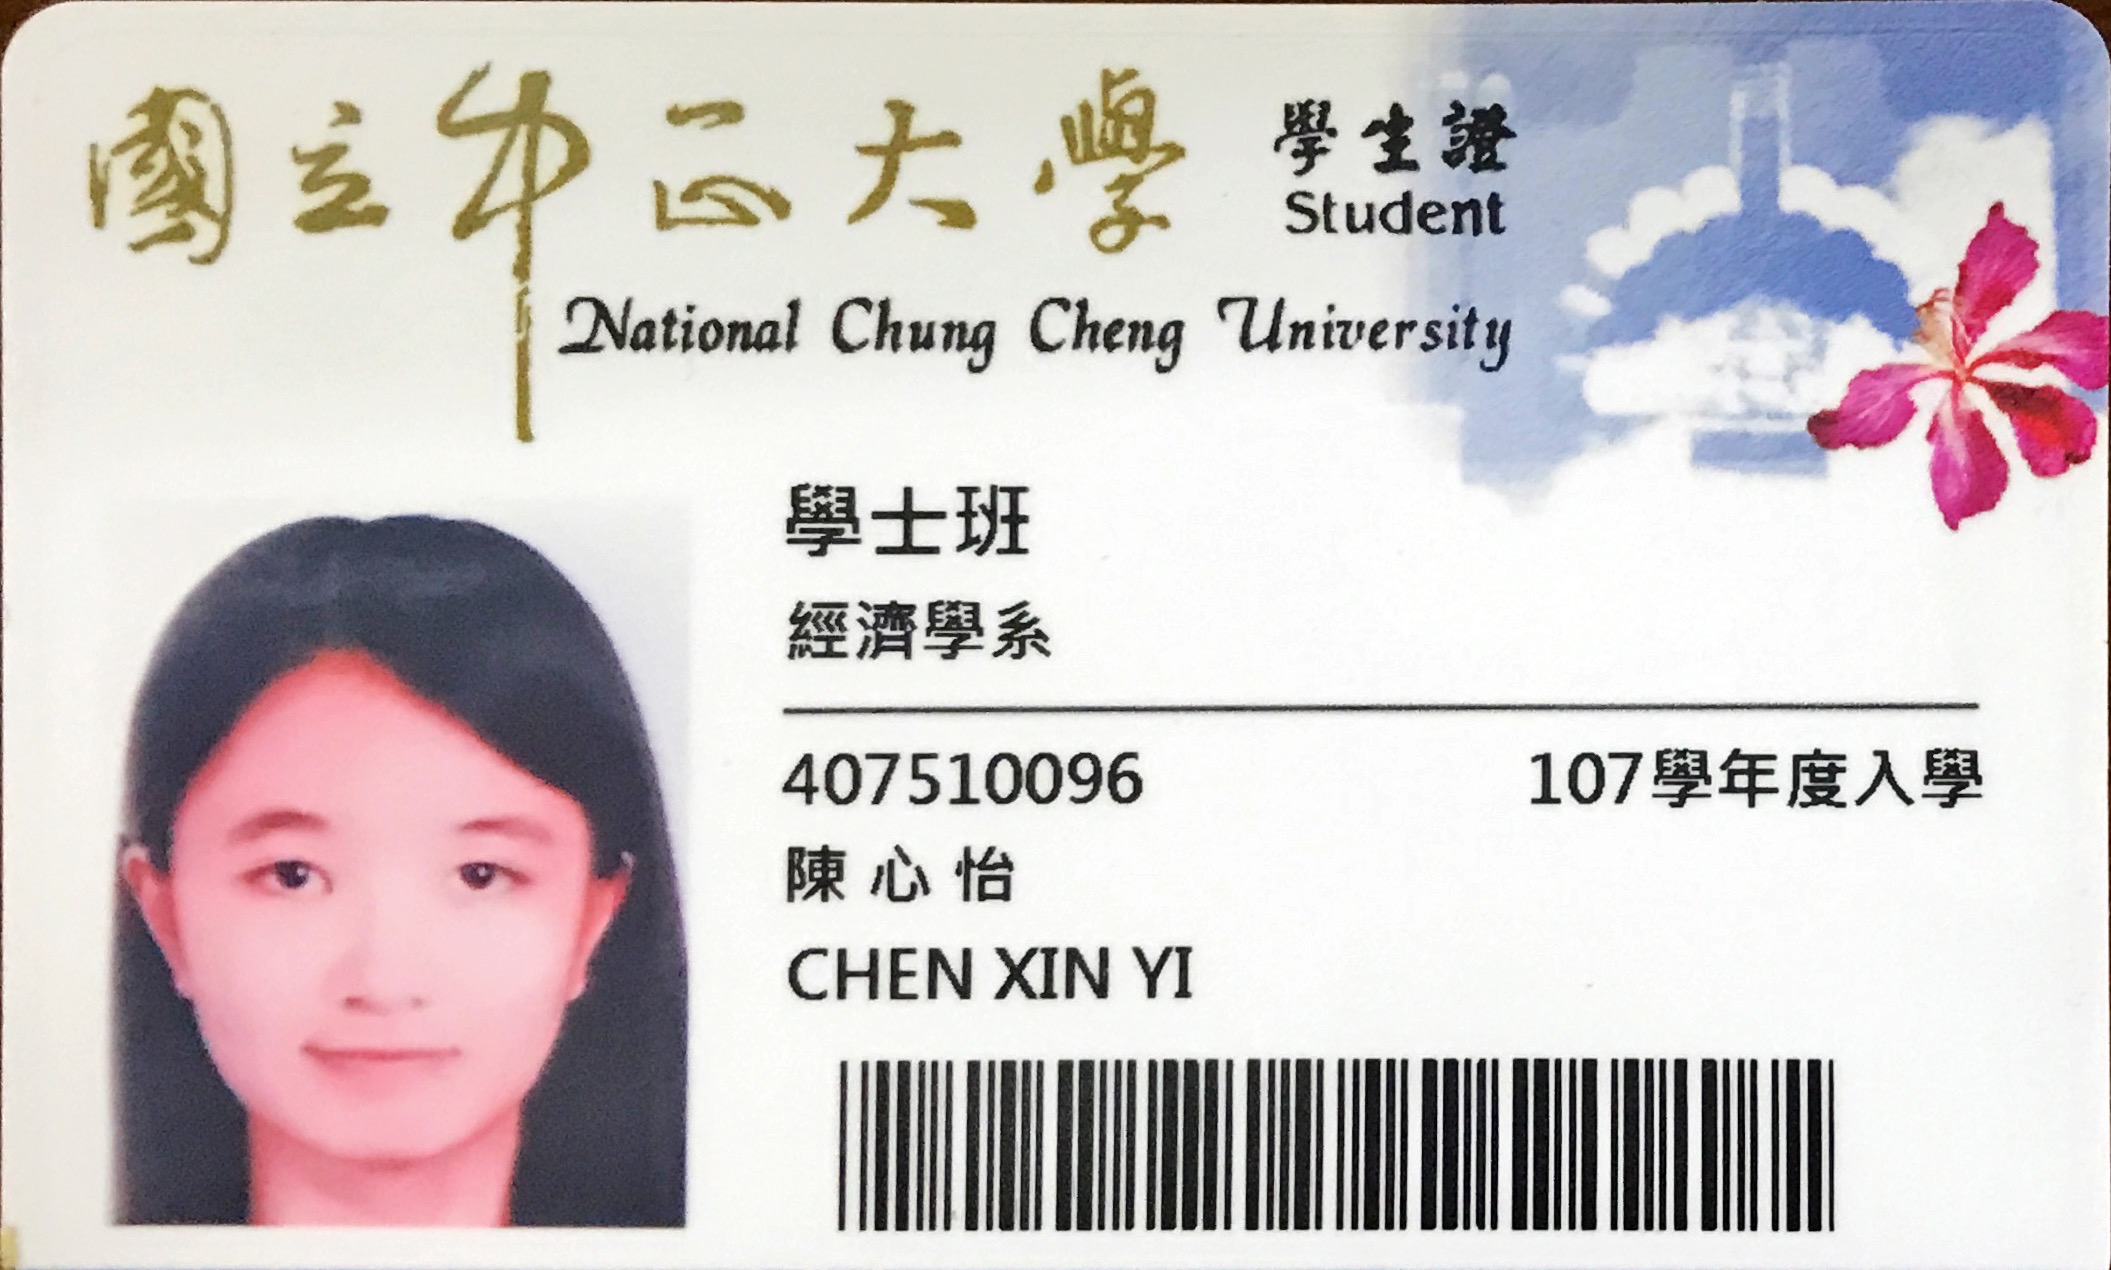 國立中正大學 學生證
Student
National Chung Cheng University
學士班
經濟學系
407510096 107學年度入學
陳心怡
CHEN XIN YI